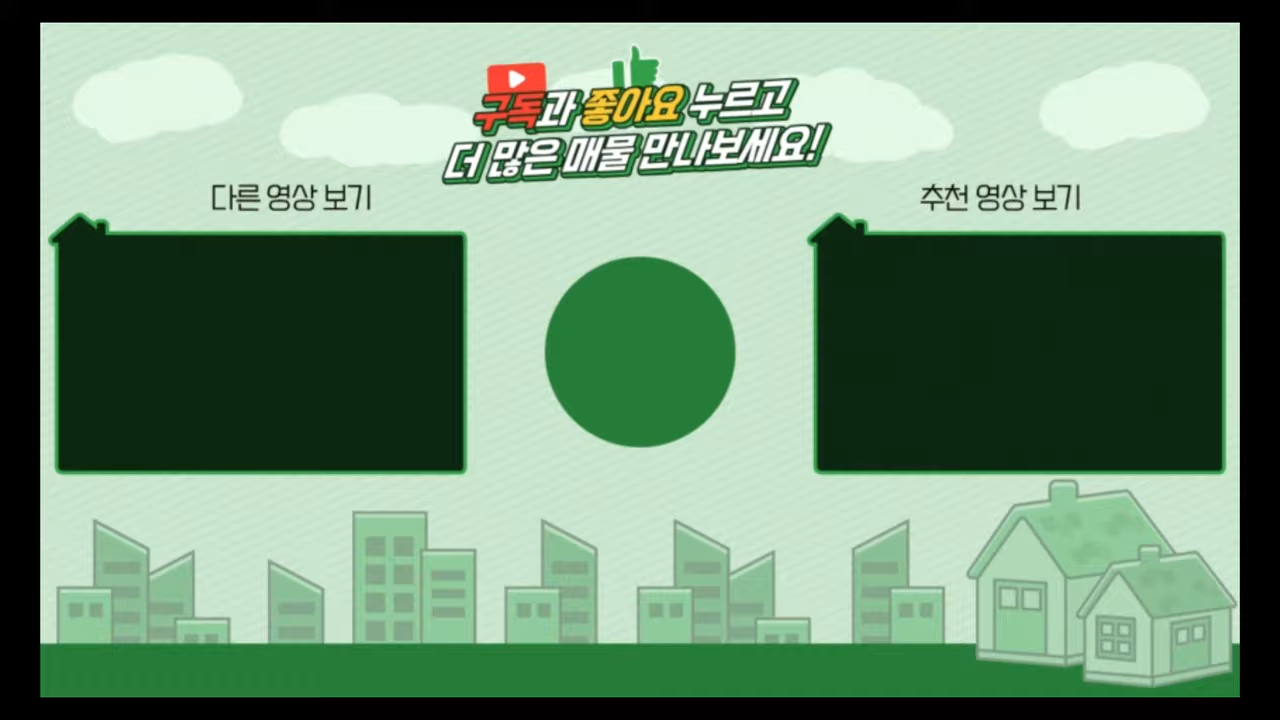 구독과 좋아요 누르고
더 많은 매물 만나보세요!
다른 영상 보기
추천 영상 보기